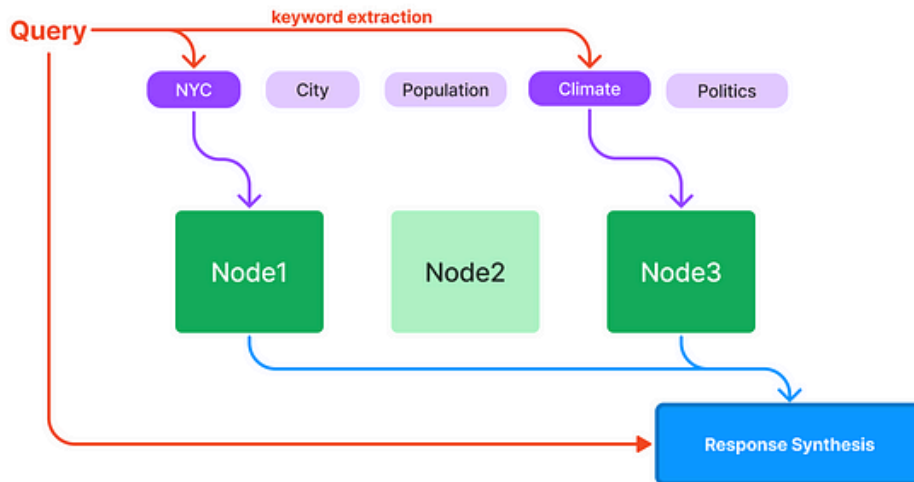 keyword extraction
Query
NYC
City
Population
Climate
Politics
Node1
Node2
Node3
Response Synthesis